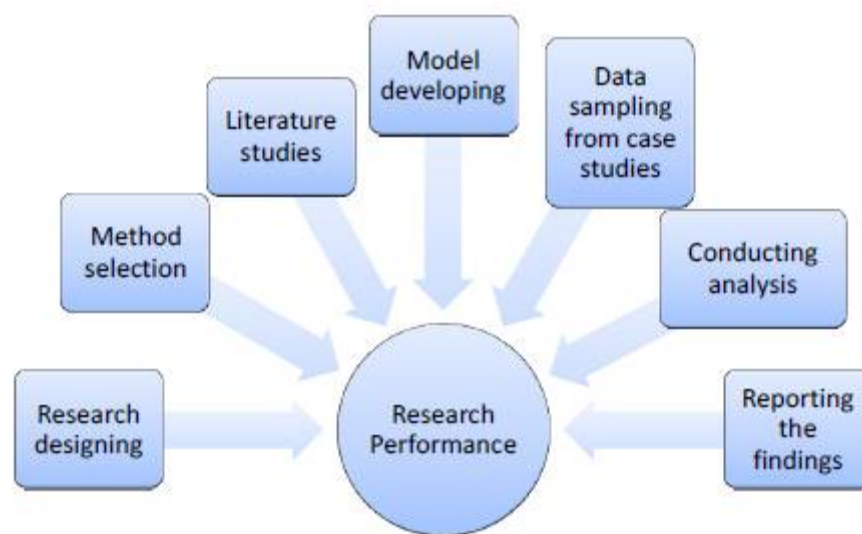 Model
developing
Data
sampling
from case
studies
Literature
studies
Method
selection
Conducting
analysis
Research
designing
Research
Performance
Reporting
the
findings